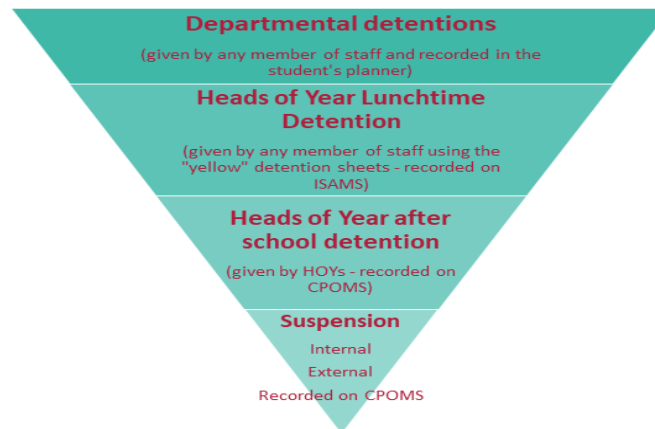 Departmental detentions
(given by any member of staff and recorded in the
student's planner)
Heads of Year Lunchtime
Detention
(given by any member of staff using the
"yellow" detention sheets - recorded on
ISAMS)
Heads of Year after
school detention
(given by HOYs - recorded on
CPOMS)
Suspension
Internal
External
Recorded on CPOMS